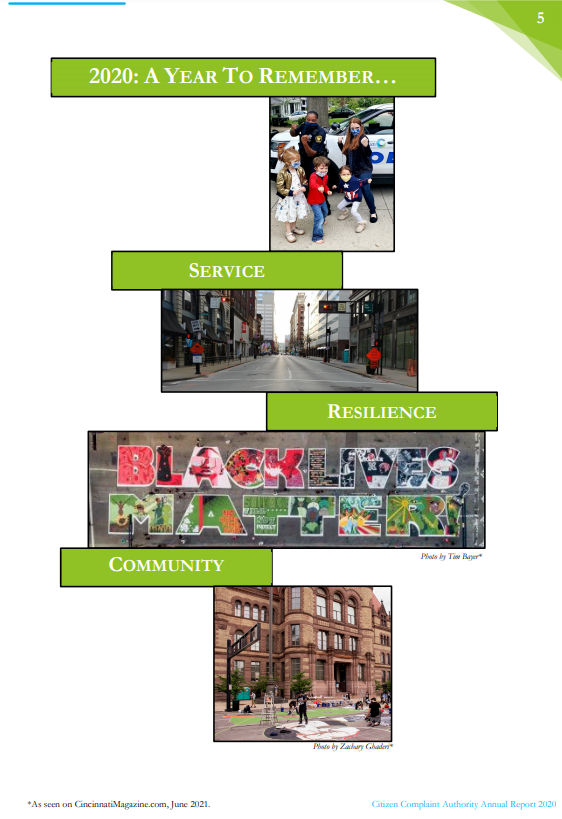 5
2020: A YEAR TO REMEMBER…
SERVICE
RESILIENCE
BLACK LIVES
MATTER!
Photo by Tim Bayer*
COMMUNITY
Photo by Zachary Ghaderi*
*As seen on CincinnatiMagazine.com, June 2021.
Citizen Complaint Authority Annual Report 2020